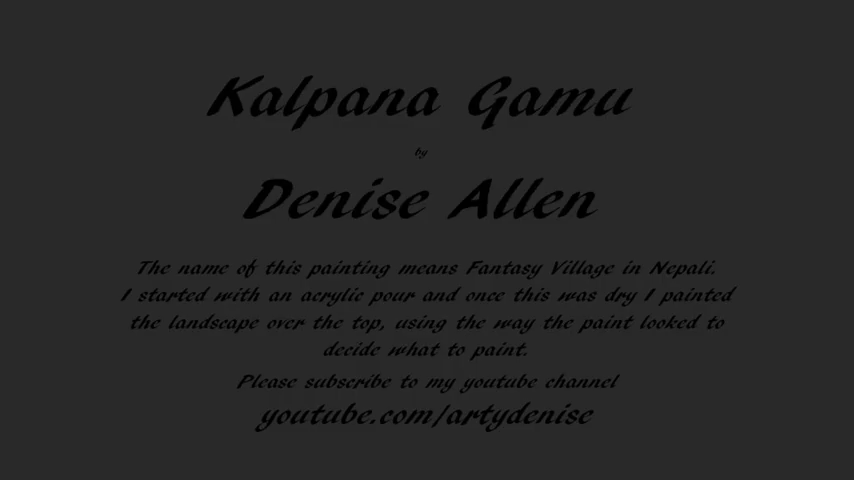 Kalpana Gamu
by
Denise Allen
The name of this painting means Fantasy Village in Nepali.
I started with an acrylic pour and once this was dry I painted
the landscape over the top, using the way the paint looked to
decide what to paint.
Please subscribe to my youtube channel
youtube.com/artydenise